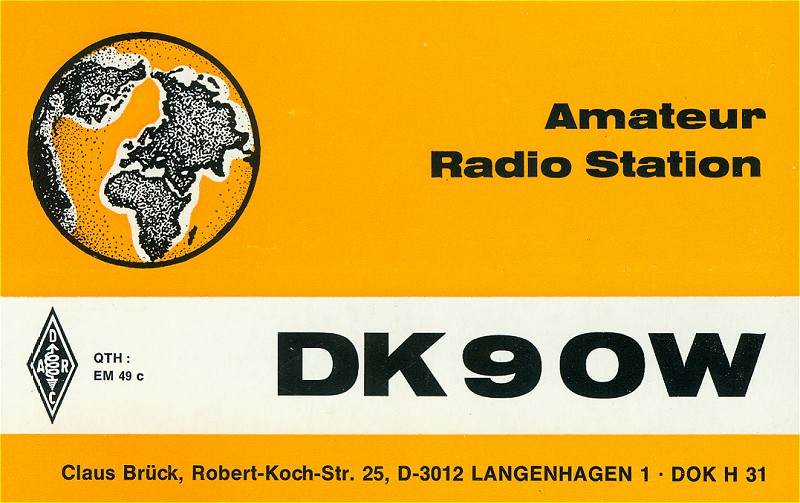 Amateur
Radio Station
DARC
QTH :
EM 49 c
DK9OW
Claus Brück, Robert-Koch-Str. 25, D-3012 LANGENHAGEN 1 · DOK H 31